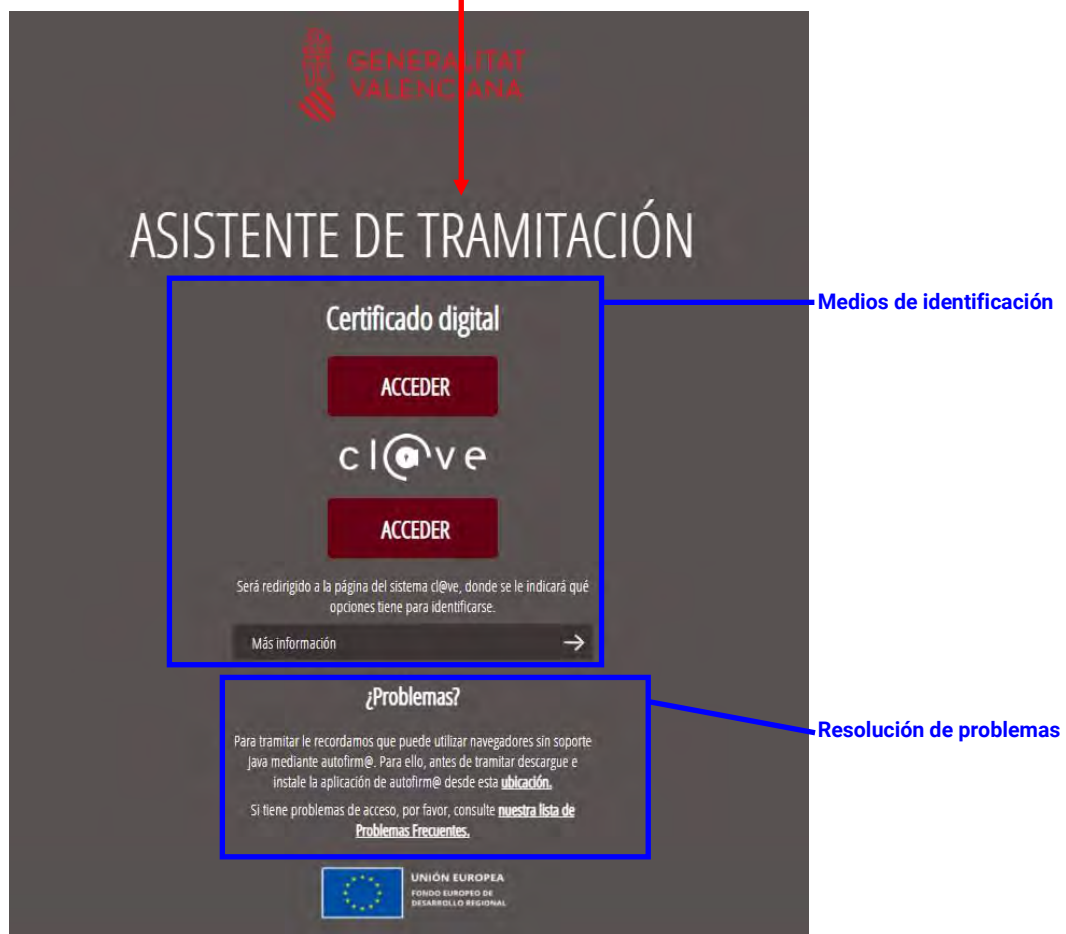 GENERALITAT
VALENCIANA
ASISTENTE DE TRAMITACIÓN
Medios de identificación
Certificado digital
ACCEDER
cl@ve
ACCEDER
Será redirigido a la página del sistema cl@ve, donde se le indicará qué
opciones tiene para identificarse.
Más información
¿Problemas?
Resolución de problemas
Para tramitar le recordamos que puede utilizar navegadores sin soporte
Java mediante autofirm@. Para ello, antes de tramitar descargue e
instale la aplicación de autofirm@ desde esta ubicación.
Si tiene problemas de acceso, por favor, consulte nuestra lista de
Problemas Frecuentes.
UNIÓN EUROPEA
FONDO EUROPEO DE
DESARROLLO REGIONAL